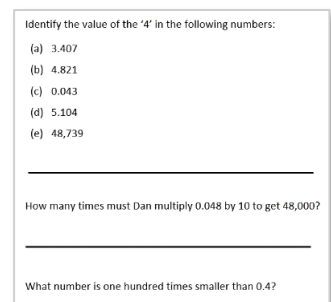 Identify the value of the ‘4’ in the following numbers:
(a) 3.407
(b) 4.821
(c) 0.043
(d) 5.104
(e) 48,739
How many times must Dan multiply 0.048 by 10 to get 48,000?
What number is one hundred times smaller than 0.4?